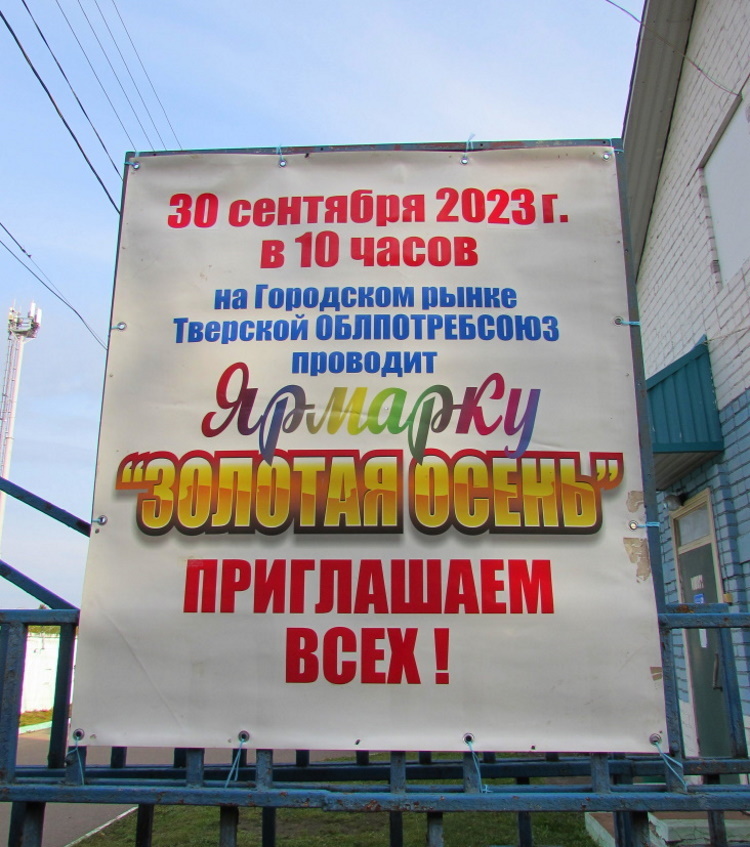 30 сентября 2023 г.
в 10 часов
на Городском рынке
Тверской ОБЛПОТРЕБСОЮЗ
проводит
Ярмарку
“ЗОЛОТАЯ ОСЕНЬ”
ПРИГЛАШАЕМ
ВСЕХ !